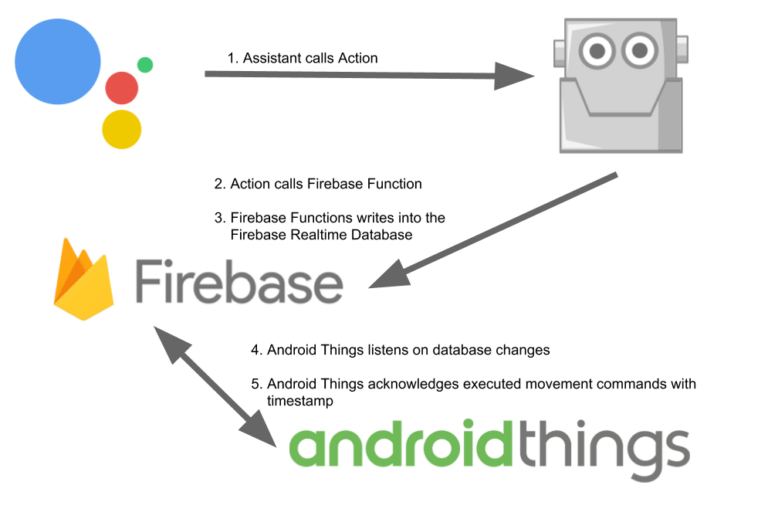 1. Assistant calls Action
2. Action calls Firebase Function
3. Firebase Functions writes into the
Firebase Realtime Database
Firebase
4. Android Things listens on database changes
5. Android Things acknowledges executed movement commands with
timestamp
androidthings